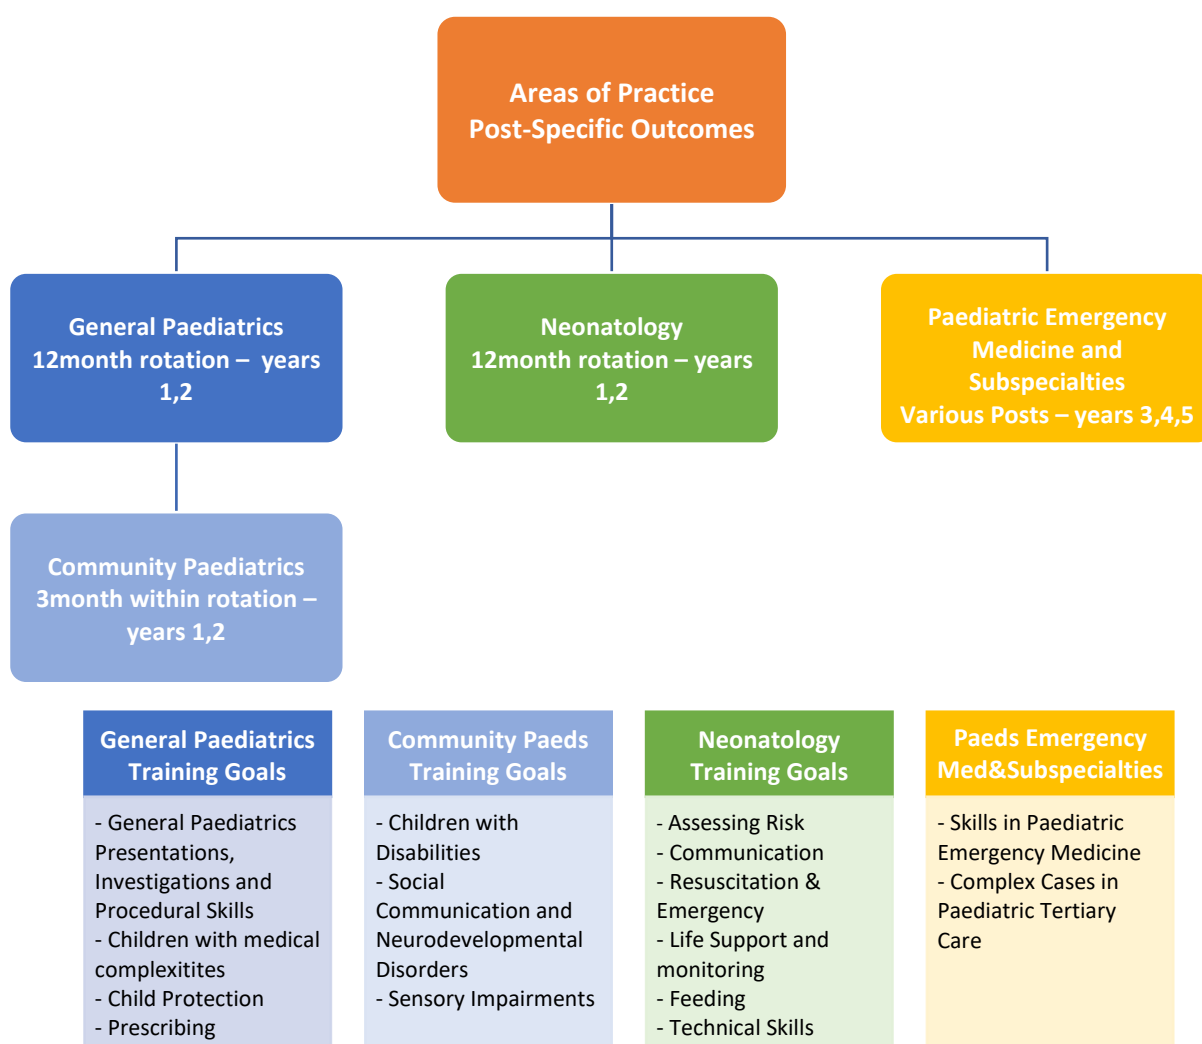 Areas of Practice
Post-Specific Outcomes
General Paediatrics
12month rotation –  years
1,2
Neonatology
12month rotation – years
1,2
Paediatric Emergency
Medicine and
Subspecialties
Various Posts – years 3,4,5
Community Paediatrics
3month within rotation –
years 1,2
General Paediatrics
Training Goals
- General Paediatrics
Presentations,
Investigations and
Procedural Skills
- Children with medical
complexitites
- Child Protection
- Prescribing
Community Paeds
Training Goals
- Children with
Disabilities
- Social
Communication and
Neurodevelopmental
Disorders
- Sensory Impairments
Neonatology
Training Goals
- Assessing Risk
- Communication
- Resuscitation &
Emergency
- Life Support and
monitoring
- Feeding
- Technical Skills
Paeds Emergency
Med&Subspecialties
- Skills in Paediatric
Emergency Medicine
- Complex Cases in
Paediatric Tertiary
Care